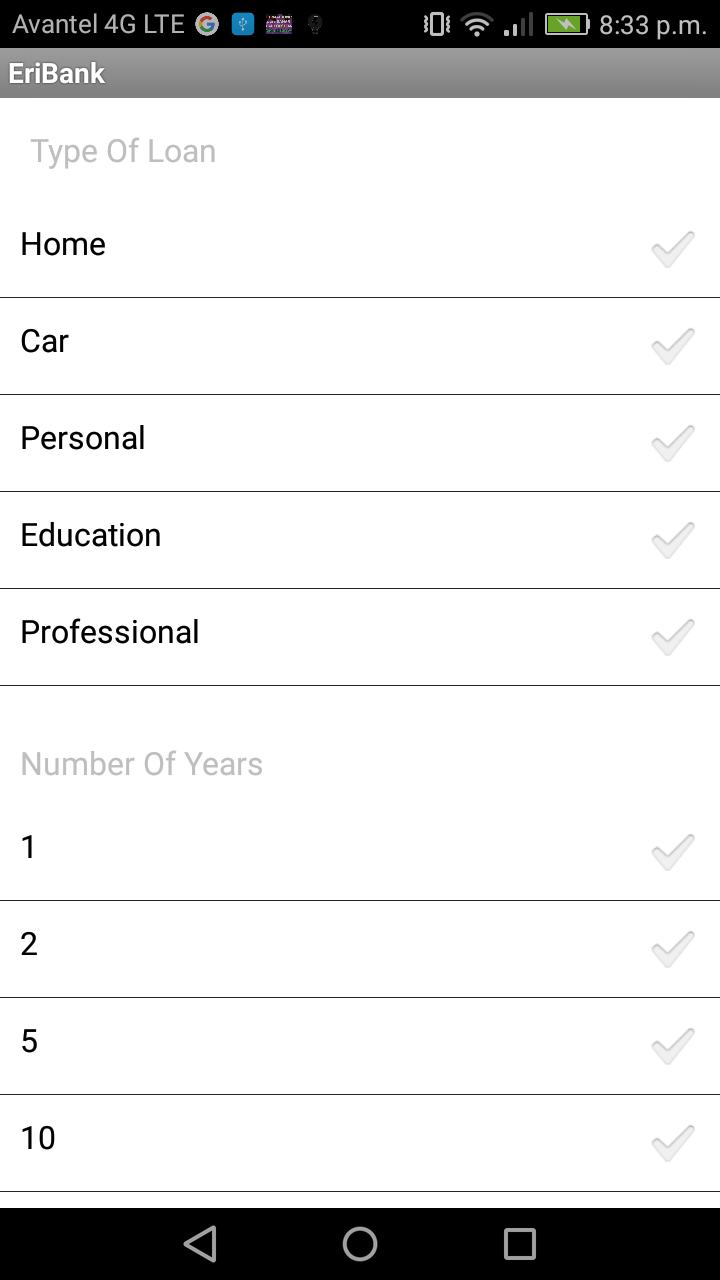 Avantel 4G LTE 8:33 p.m.
EriBank
Type Of Loan
Home
Car
Personal
Education
Professional
Number Of Years
1
2
5
10